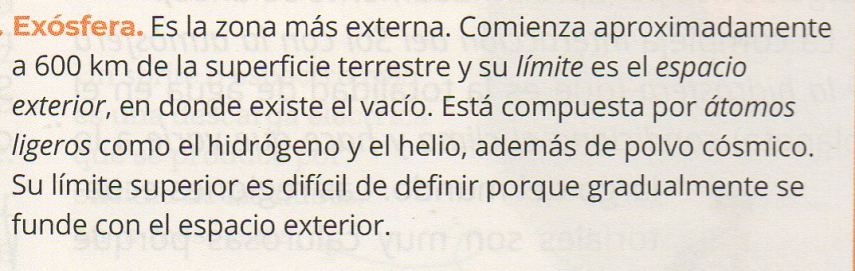 Exósfera. Es la zona más externa. Comienza aproximadamente
a 600 km de la superficie terrestre y su límite es el espacio
exterior, en donde existe el vacío. Está compuesta por átomos
ligeros como el hidrógeno y el helio, además de polvo cósmico.
Su límite superior es difícil de definir porque gradualmente se
funde con el espacio exterior.